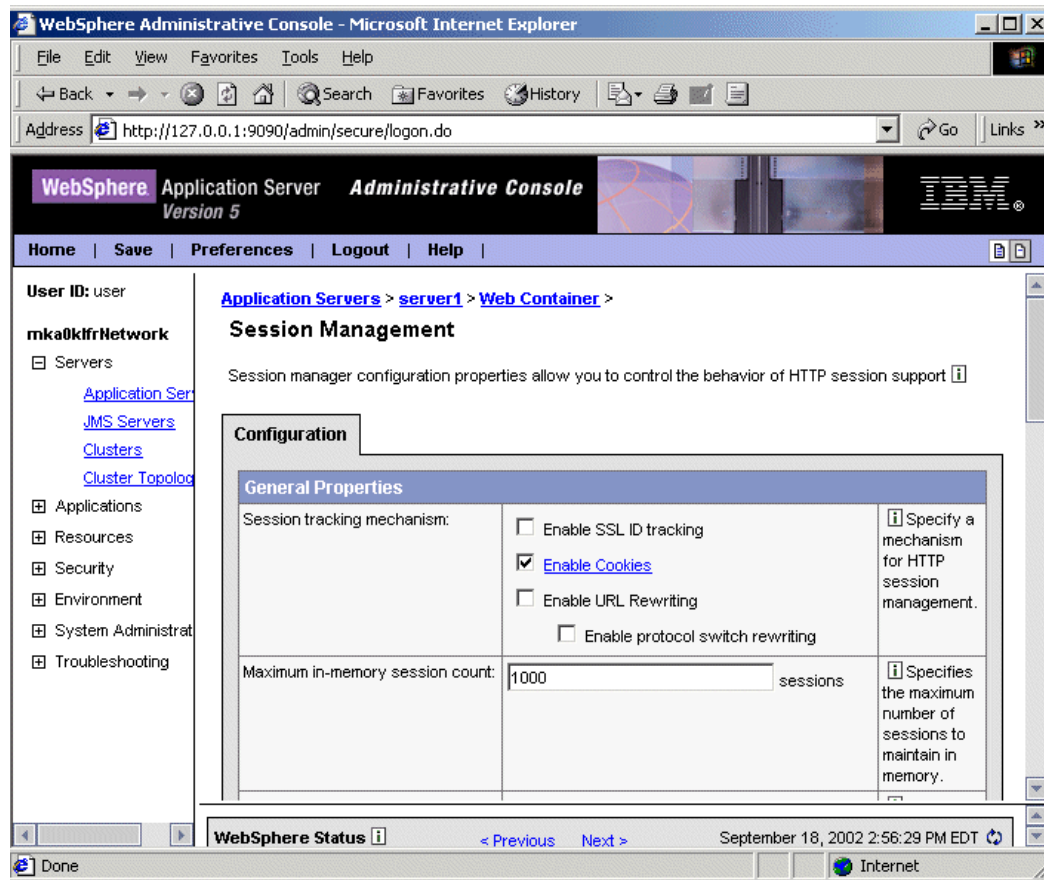 WebSphere Administrative Console - Microsoft Internet Explorer
File Edit View Favorites Tools Help
Back Search Favorites History
Address http://127.0.0.1:9090/admin/secure/logon.do Go Links »
WebSphere Application Server Administrative Console
Version 5
IBM®
Home | Save | Preferences | Logout | Help |
User ID: user
mka0klfrNetwork
Servers
Application Ser
JMS Servers
Clusters
Cluster Topolog
Applications
Resources
Security
Environment
System Administrat
Troubleshooting
Application Servers > server1 > Web Container >
Session Management
Session manager configuration properties allow you to control the behavior of HTTP session support i
Configuration
General Properties
Session tracking mechanism:
Enable SSL ID tracking
Enable Cookies
Enable URL Rewriting
Enable protocol switch rewriting
i Specify a
mechanism
for HTTP
session
management.
Maximum in-memory session count:
1000 sessions
i Specifies
the maximum
number of
sessions to
maintain in
memory.
WebSphere Status i < Previous Next > September 18, 2002 2:56:29 PM EDT
Done Internet